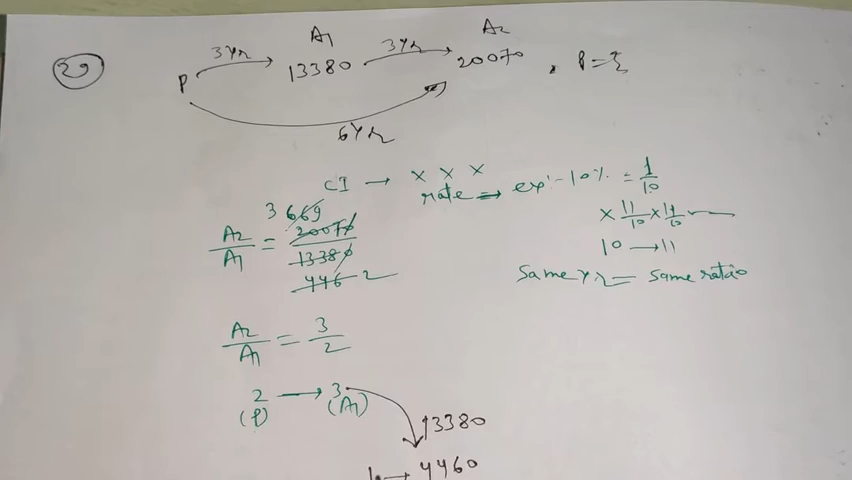 29
P 3Yr A1 13380 3Yr A2 20070, P=?
6Yr
CI → × × ×
rate → ex:- 10% = 1/10
× 11/10 × 11/10
10 → 11
Same yr = same ratio
A2/A1 = 20070/13380
3 669
446 2
A2/A1 = 3/2
2 → 3
(P) (A1)
13380
1 → 4460